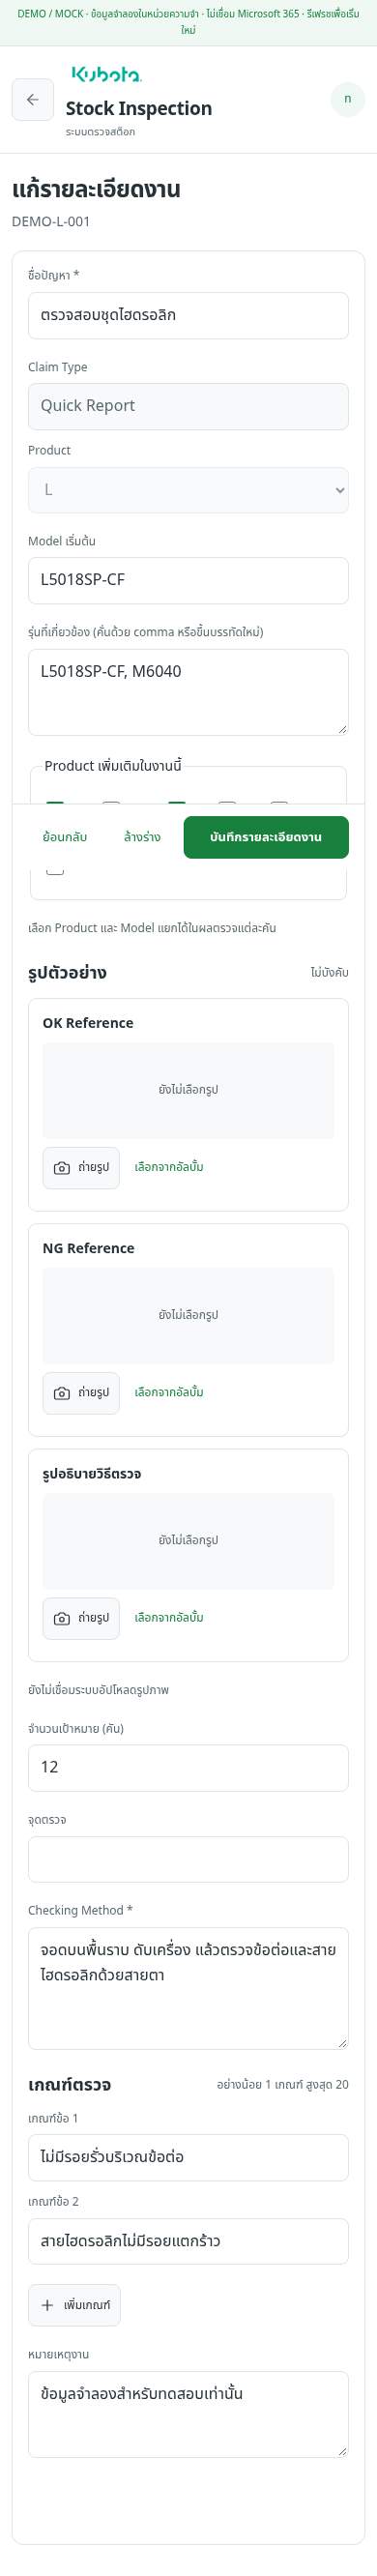 DEMO / MOCK · ข้อมูลจำลองในหน่วยความจำ · ไม่เชื่อม Microsoft 365 · รีเฟรชเพื่อเริ่ม
ใหม่
Kubota
Stock Inspection
ระบบตรวจสต๊อก
ก
แก้รายละเอียดงาน
DEMO-L-001
ชื่อปัญหา *
ตรวจสอบชุดไฮดรอลิก
Claim Type
Quick Report
Product
L
Model เริ่มต้น
L5018SP-CF
รุ่นที่เกี่ยวข้อง (คั่นด้วย comma หรือขึ้นบรรทัดใหม่)
L5018SP-CF, M6040
Product เพิ่มเติมในงานนี้
ย้อนกลับ
ล้างร่าง
บันทึกรายละเอียดงาน
เลือก Product และ Model แยกได้ในผลตรวจแต่ละคัน
รูปตัวอย่าง
ไม่บังคับ
OK Reference
ยังไม่เลือกรูป
ถ่ายรูป
เลือกจากอัลบั้ม
NG Reference
ยังไม่เลือกรูป
ถ่ายรูป
เลือกจากอัลบั้ม
รูปอธิบายวิธีตรวจ
ยังไม่เลือกรูป
ถ่ายรูป
เลือกจากอัลบั้ม
ยังไม่เชื่อมระบบอัปโหลดรูปภาพ
จำนวนเป้าหมาย (คัน)
12
จุดตรวจ
Checking Method *
จอดบนพื้นราบ ดับเครื่อง แล้วตรวจข้อต่อและสาย
ไฮดรอลิกด้วยสายตา
เกณฑ์ตรวจ
อย่างน้อย 1 เกณฑ์ สูงสุด 20
เกณฑ์ข้อ 1
ไม่มีรอยรั่วบริเวณข้อต่อ
เกณฑ์ข้อ 2
สายไฮดรอลิกไม่มีรอยแตกร้าว
เพิ่มเกณฑ์
หมายเหตุงาน
ข้อมูลจำลองสำหรับทดสอบเท่านั้น